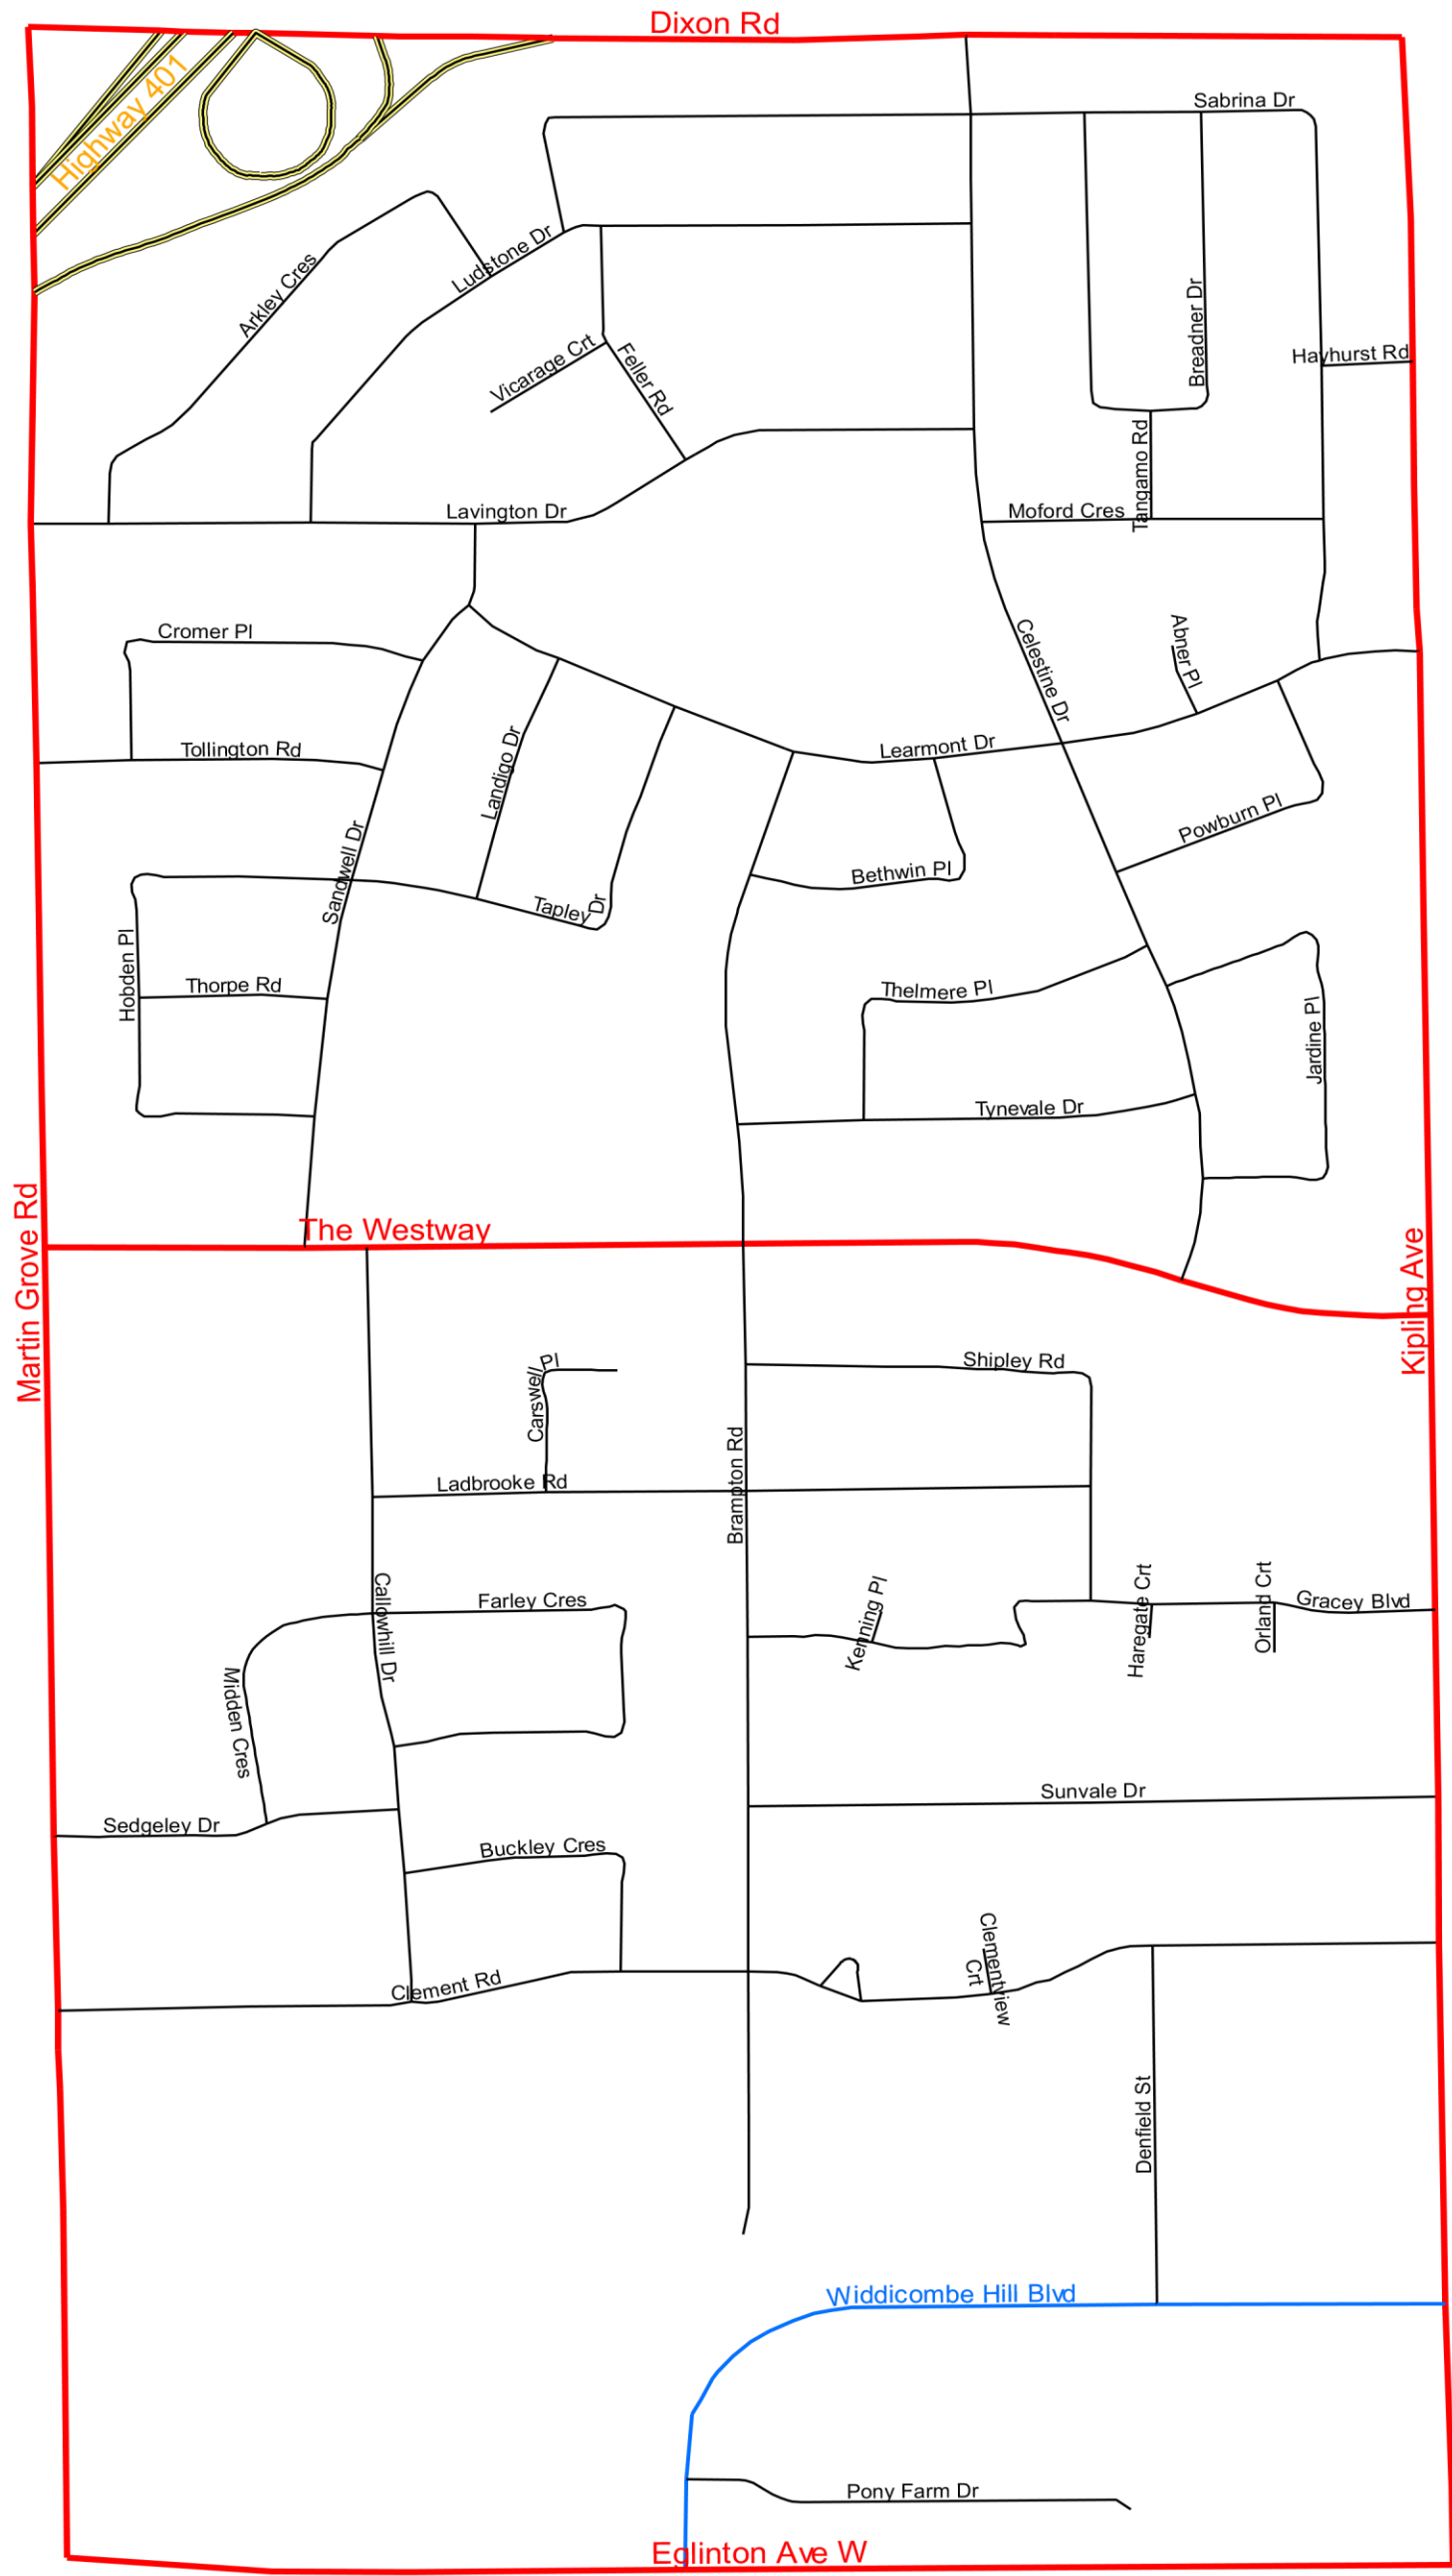 Dixon Rd
Highway 401
Sabrina Dr
Arkley Cres
Ludstone Dr
Vicarage Crt
Feller Rd
Breadner Dr
Hayhurst Rd
Tangamo Rd
Lavington Dr
Moford Cres
Cromer Pl
Abner Pl
Celestine Dr
Tollington Rd
Landigo Dr
Learmont Dr
Powburn Pl
Sandwell Dr
Bethwin Pl
Tapley Dr
Hobden Pl
Thorpe Rd
Thelmere Pl
Jardine Pl
Tynevale Dr
Martin Grove Rd
The Westway
Kipling Ave
Carswell Pl
Shipley Rd
Brampton Rd
Ladbrooke Rd
Callowhill Dr
Farley Cres
Kenning Pl
Haregate Crt
Orland Crt
Gracey Blvd
Midden Cres
Sunvale Dr
Sedgeley Dr
Buckley Cres
Clementview
Crt
Clement Rd
Denfield St
Widdicombe Hill Blvd
Pony Farm Dr
Eglinton Ave W